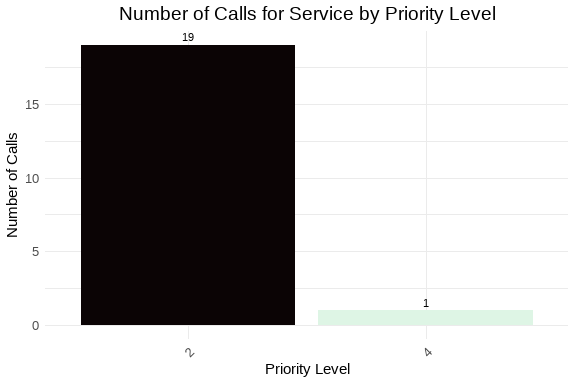 Number of Calls for Service by Priority Level
19
15
10
5
0
1
Number of Calls
2
4
Priority Level